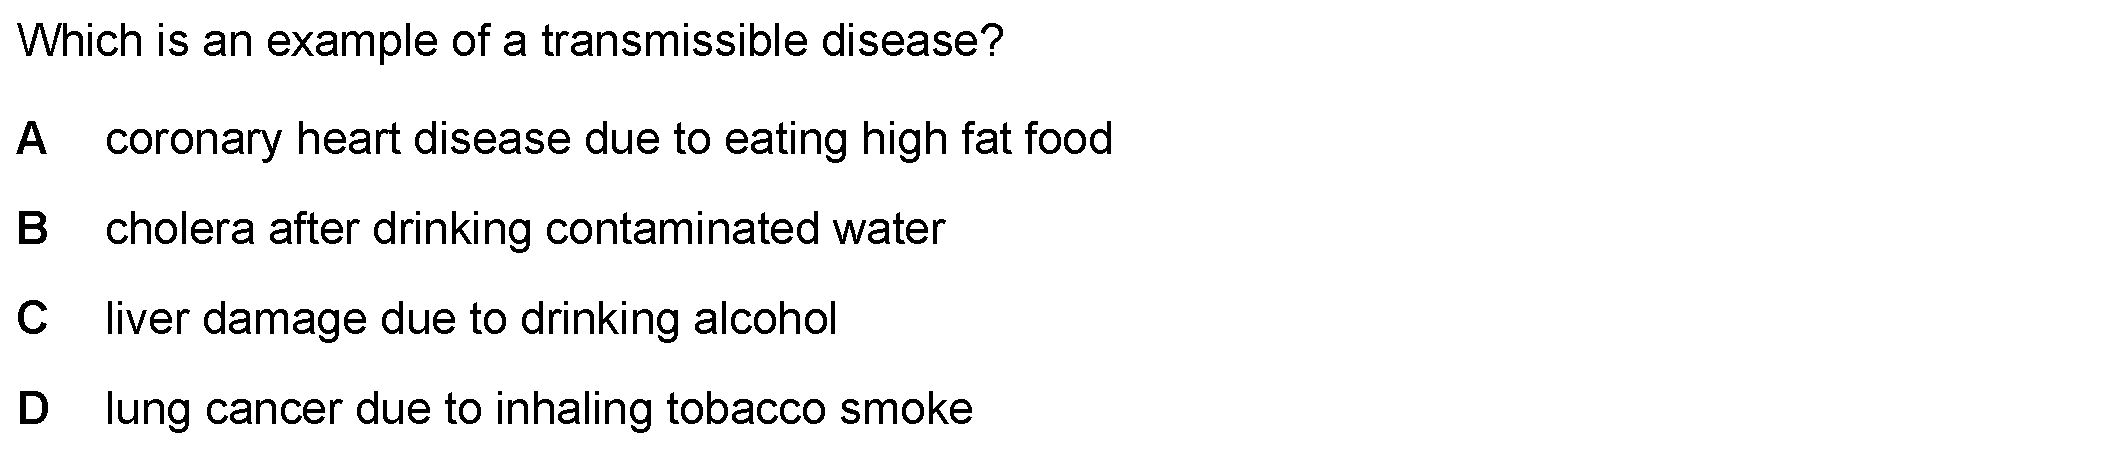 Which is an example of a transmissible disease?
A coronary heart disease due to eating high fat food
B cholera after drinking contaminated water
C liver damage due to drinking alcohol
D lung cancer due to inhaling tobacco smoke